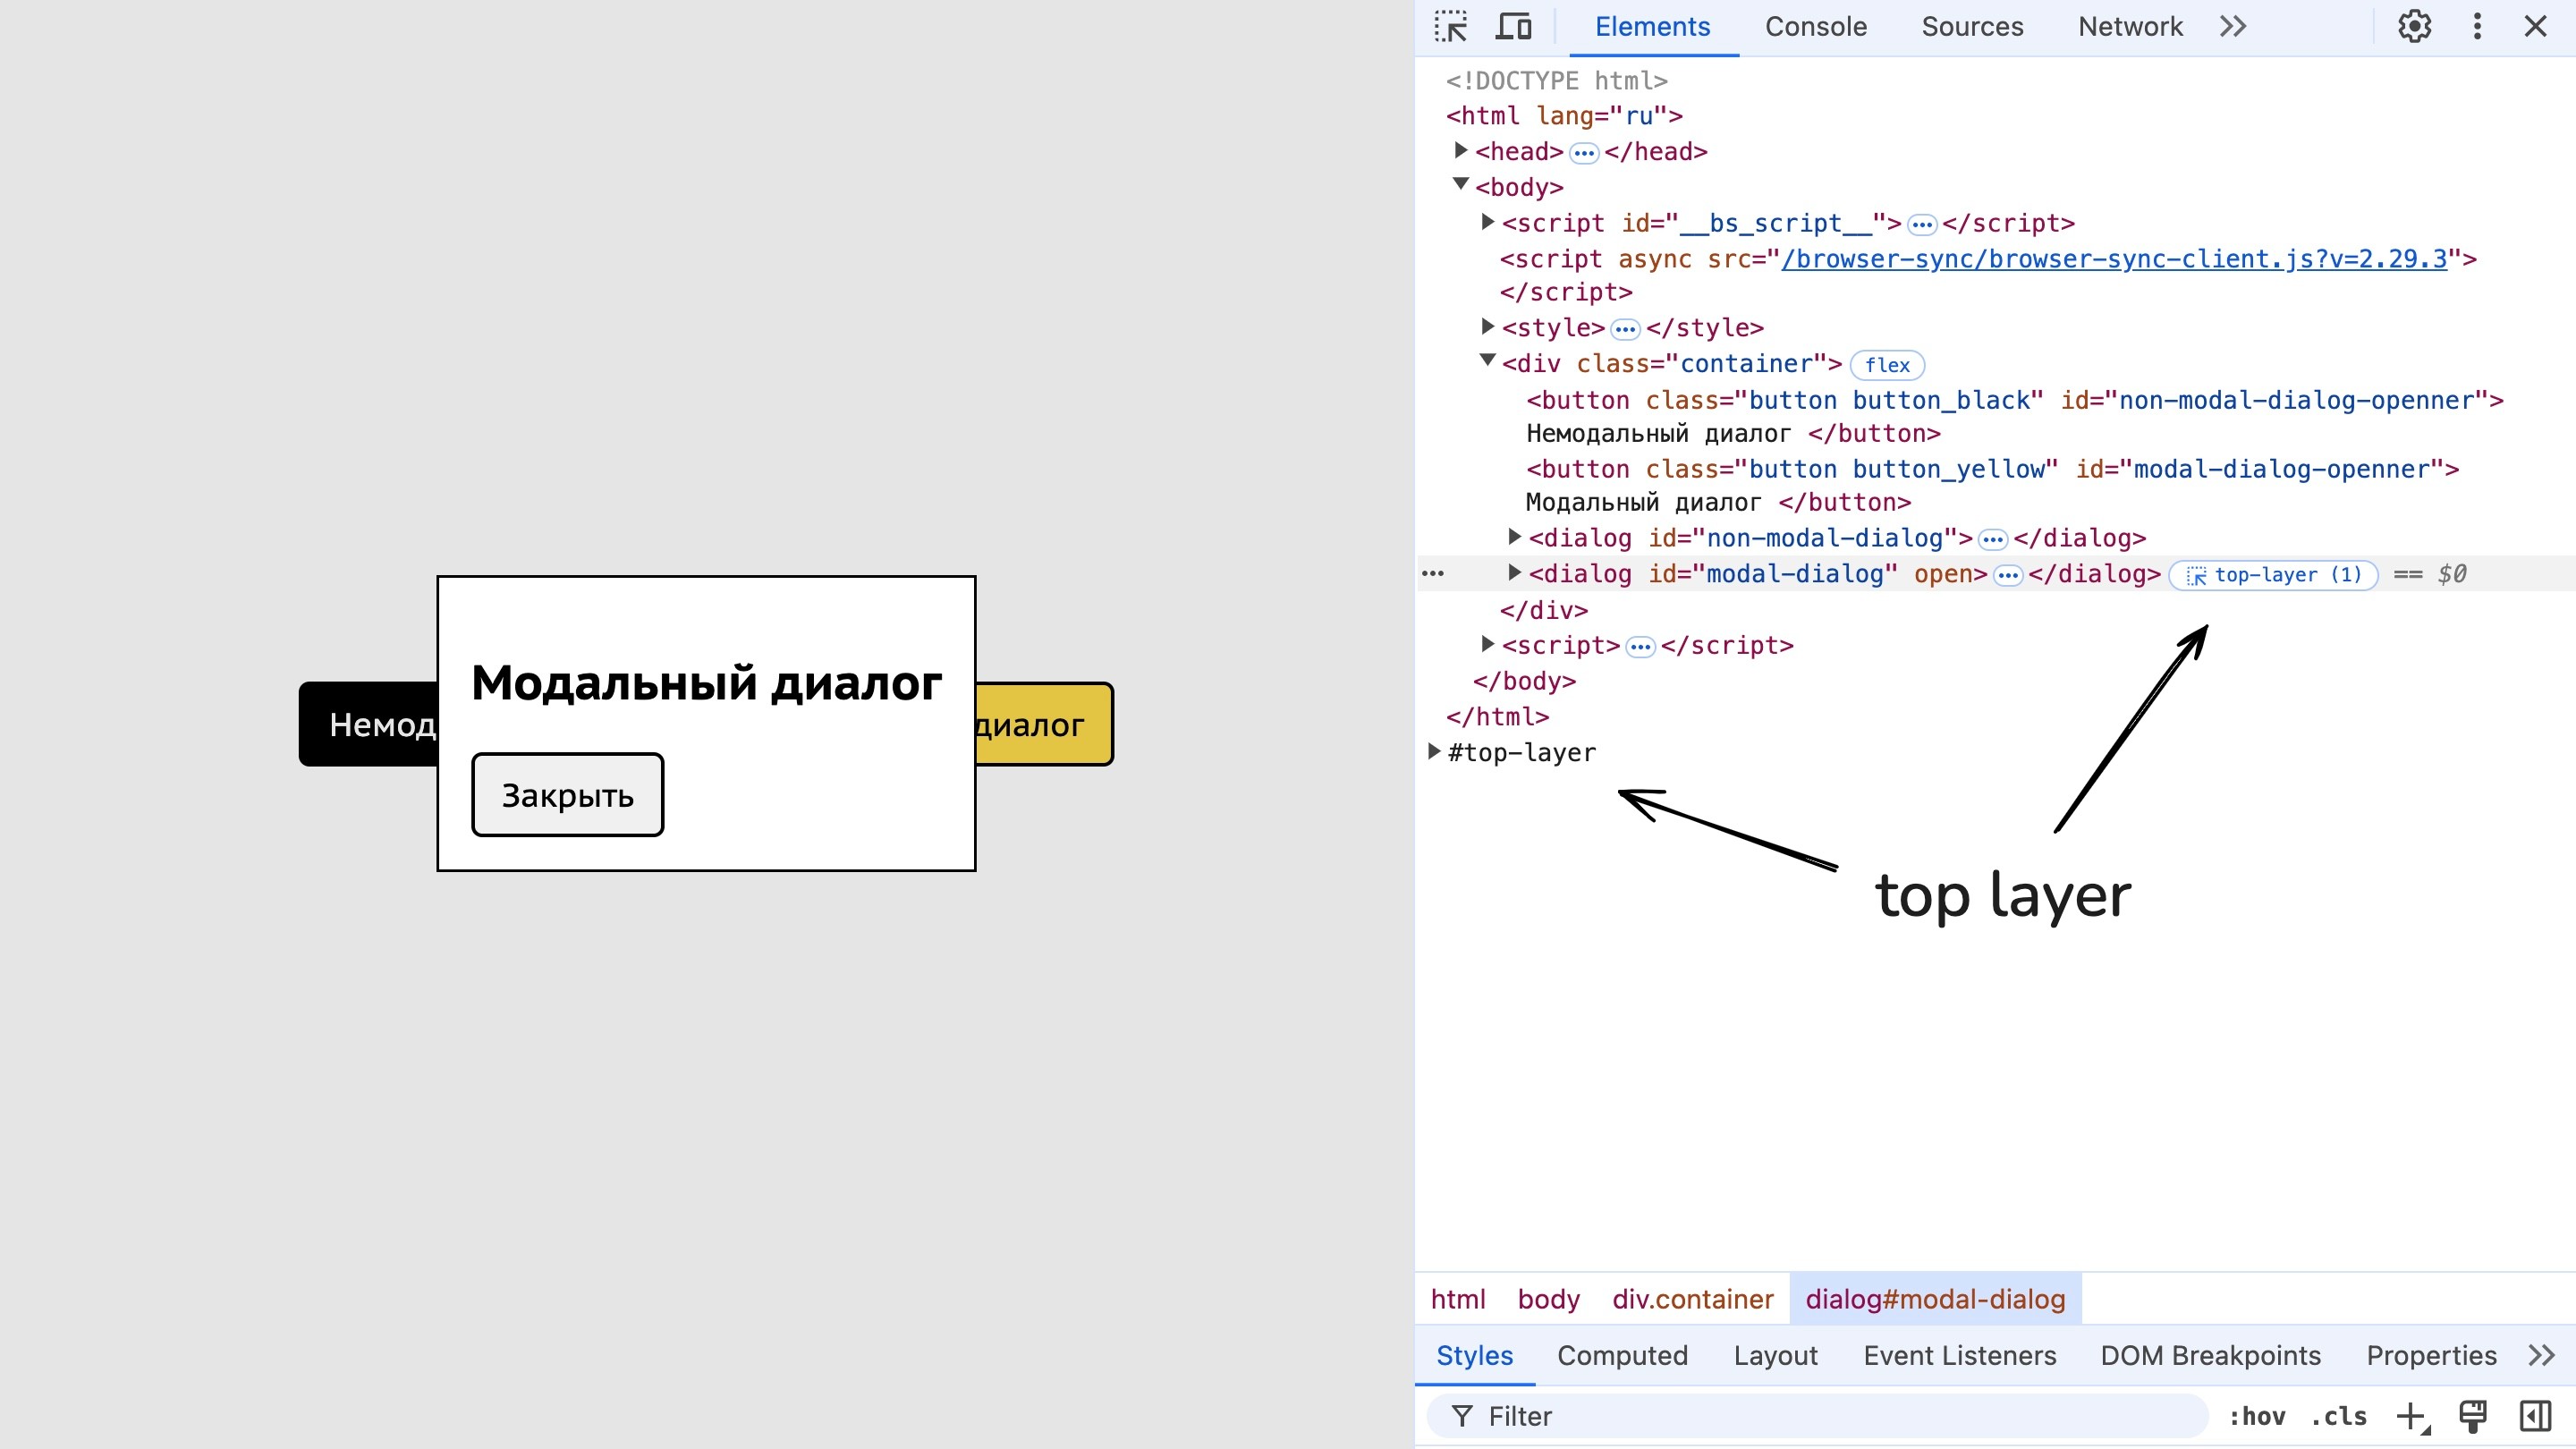 Модальный диалог
Немод
диалог
Закрыть
Elements Console Sources Network
<!DOCTYPE html>
<html lang="ru">
<head> ••• </head>
<body>
<script id="__bs_script__"> ••• </script>
<script async src="/browser-sync/browser-sync-client.js?v=2.29.3">
</script>
<style> ••• </style>
<div class="container"> flex
<button class="button button_black" id="non-modal-dialog-openner">
Немодальный диалог </button>
<button class="button button_yellow" id="modal-dialog-openner">
Модальный диалог </button>
<dialog id="non-modal-dialog"> ••• </dialog>
••• <dialog id="modal-dialog" open> ••• </dialog> top-layer (1) == $0
</div>
<script> ••• </script>
</body>
</html>
#top-layer
top layer
html body div.container dialog#modal-dialog
Styles Computed Layout Event Listeners DOM Breakpoints Properties
Filter :hov .cls